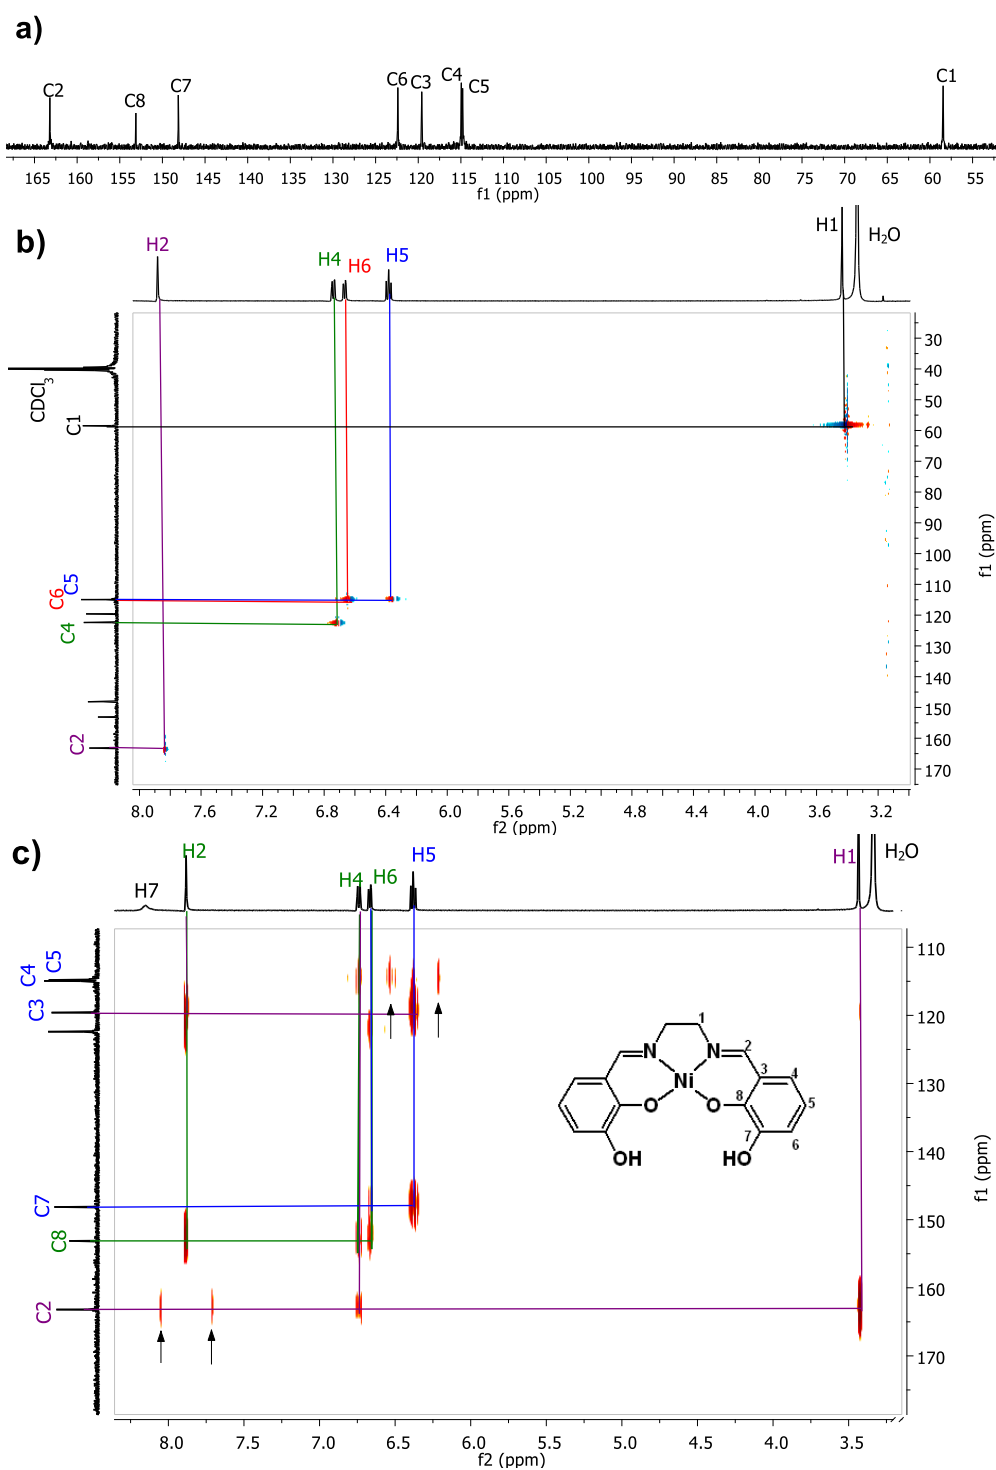 a)
C2 C8 C7 C6 C3 C4 C5 C1
165 160 155 150 145 140 135 130 125 120 115 110 105 100 95 90 85 80 75 70 65 60 55
f1 (ppm)
b)
H2 H4 H6 H5 H1 H2O
CDCl3
C1
C5
C6
C4
C2
30
40
50
60
70
80
90
100
110
120
130
140
150
160
170
f1 (ppm)
8.0 7.6 7.2 6.8 6.4 6.0 5.6 5.2 4.8 4.4 4.0 3.6 3.2
f2 (ppm)
c)
H7 H2 H4 H6 H5 H1 H2O
C4 C5
C3
C7
C8
C2
110
120
130
140
150
160
170
f1 (ppm)
1
N N 2
Ni 3 4
O O 8 5
7 6
OH HO
8.0 7.5 7.0 6.5 6.0 5.5 5.0 4.5 4.0 3.5
f2 (ppm)